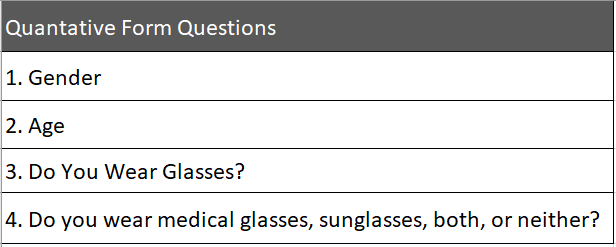 Quantative Form Questions
1. Gender
2. Age
3. Do You Wear Glasses?
4. Do you wear medical glasses, sunglasses, both, or neither?